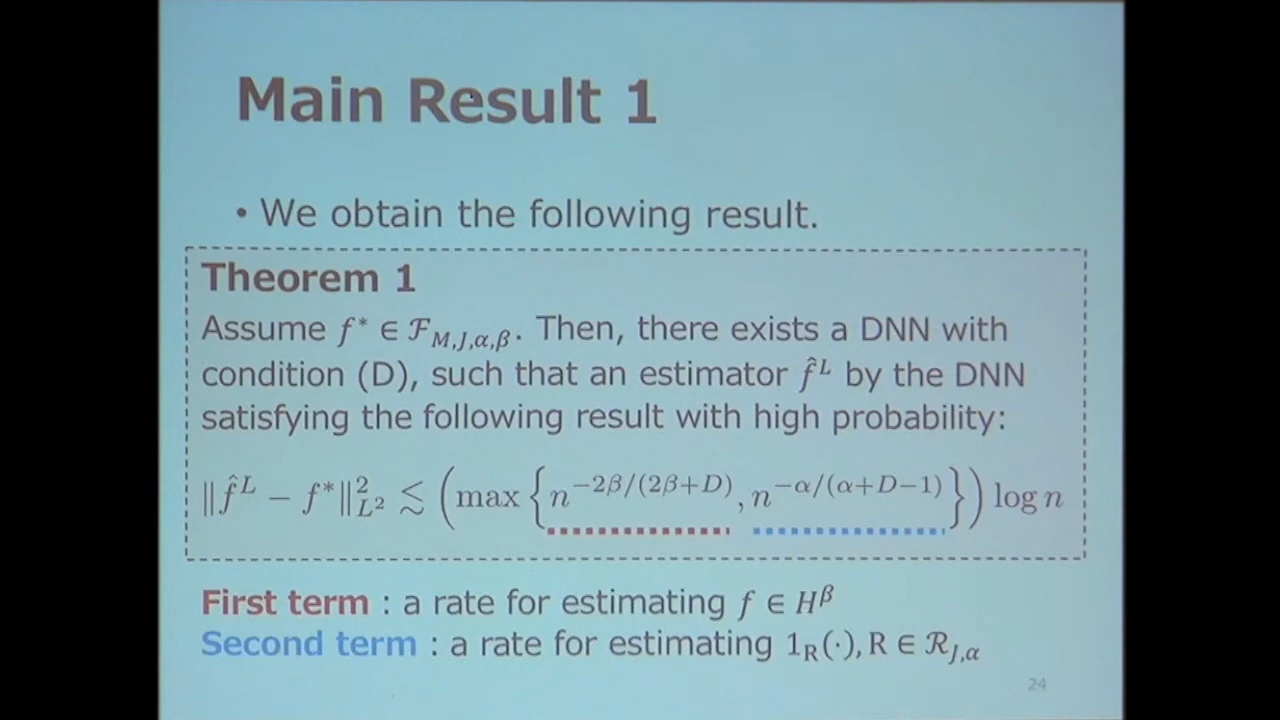 Main Result 1
• We obtain the following result.
Theorem 1
Assume f* ∈ ℱ_{M,J,α,β}. Then, there exists a DNN with
condition (D), such that an estimator f̂^L by the DNN
satisfying the following result with high probability:
‖f̂^L − f*‖²_{L²} ≲ (max {n^{−2β/(2β+D)}, n^{−α/(α+D−1)}}) log n
First term : a rate for estimating f ∈ H^β
Second term : a rate for estimating 1_R(·), R ∈ ℛ_{J,α}
24